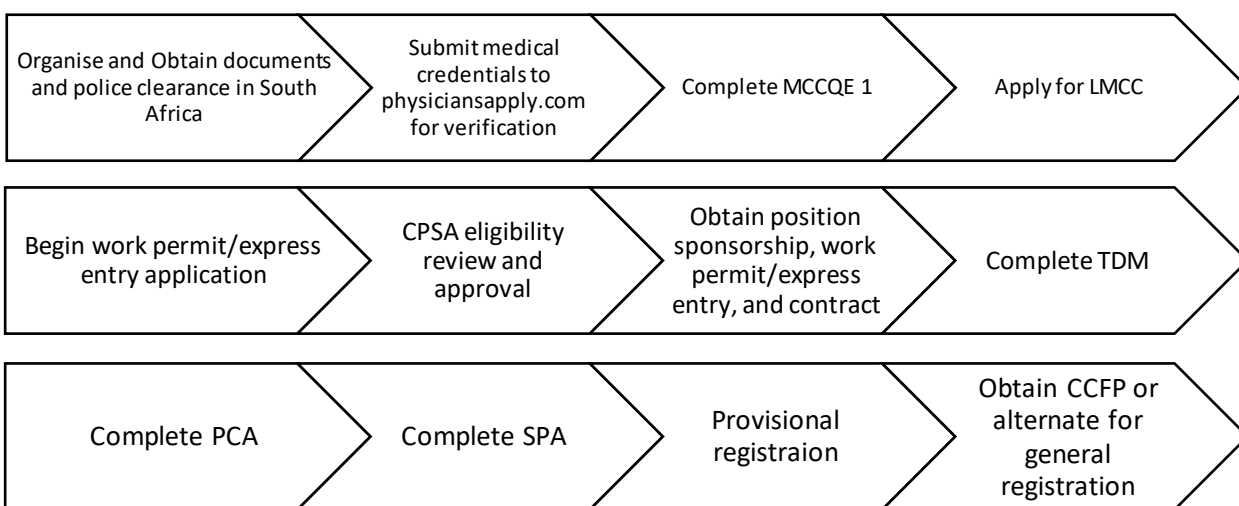 Organise and Obtain documents
and police clearance in South
Africa
Submit medical
credentials to
physiciansapply.com
for verification
Complete MCCQE 1
Apply for LMCC
Begin work permit/express
entry application
CPSA eligibility
review and
approval
Obtain position
sponsorship, work
permit/express
entry, and contract
Complete TDM
Complete PCA
Complete SPA
Provisional
registraion
Obtain CCFP or
alternate for
general
registration